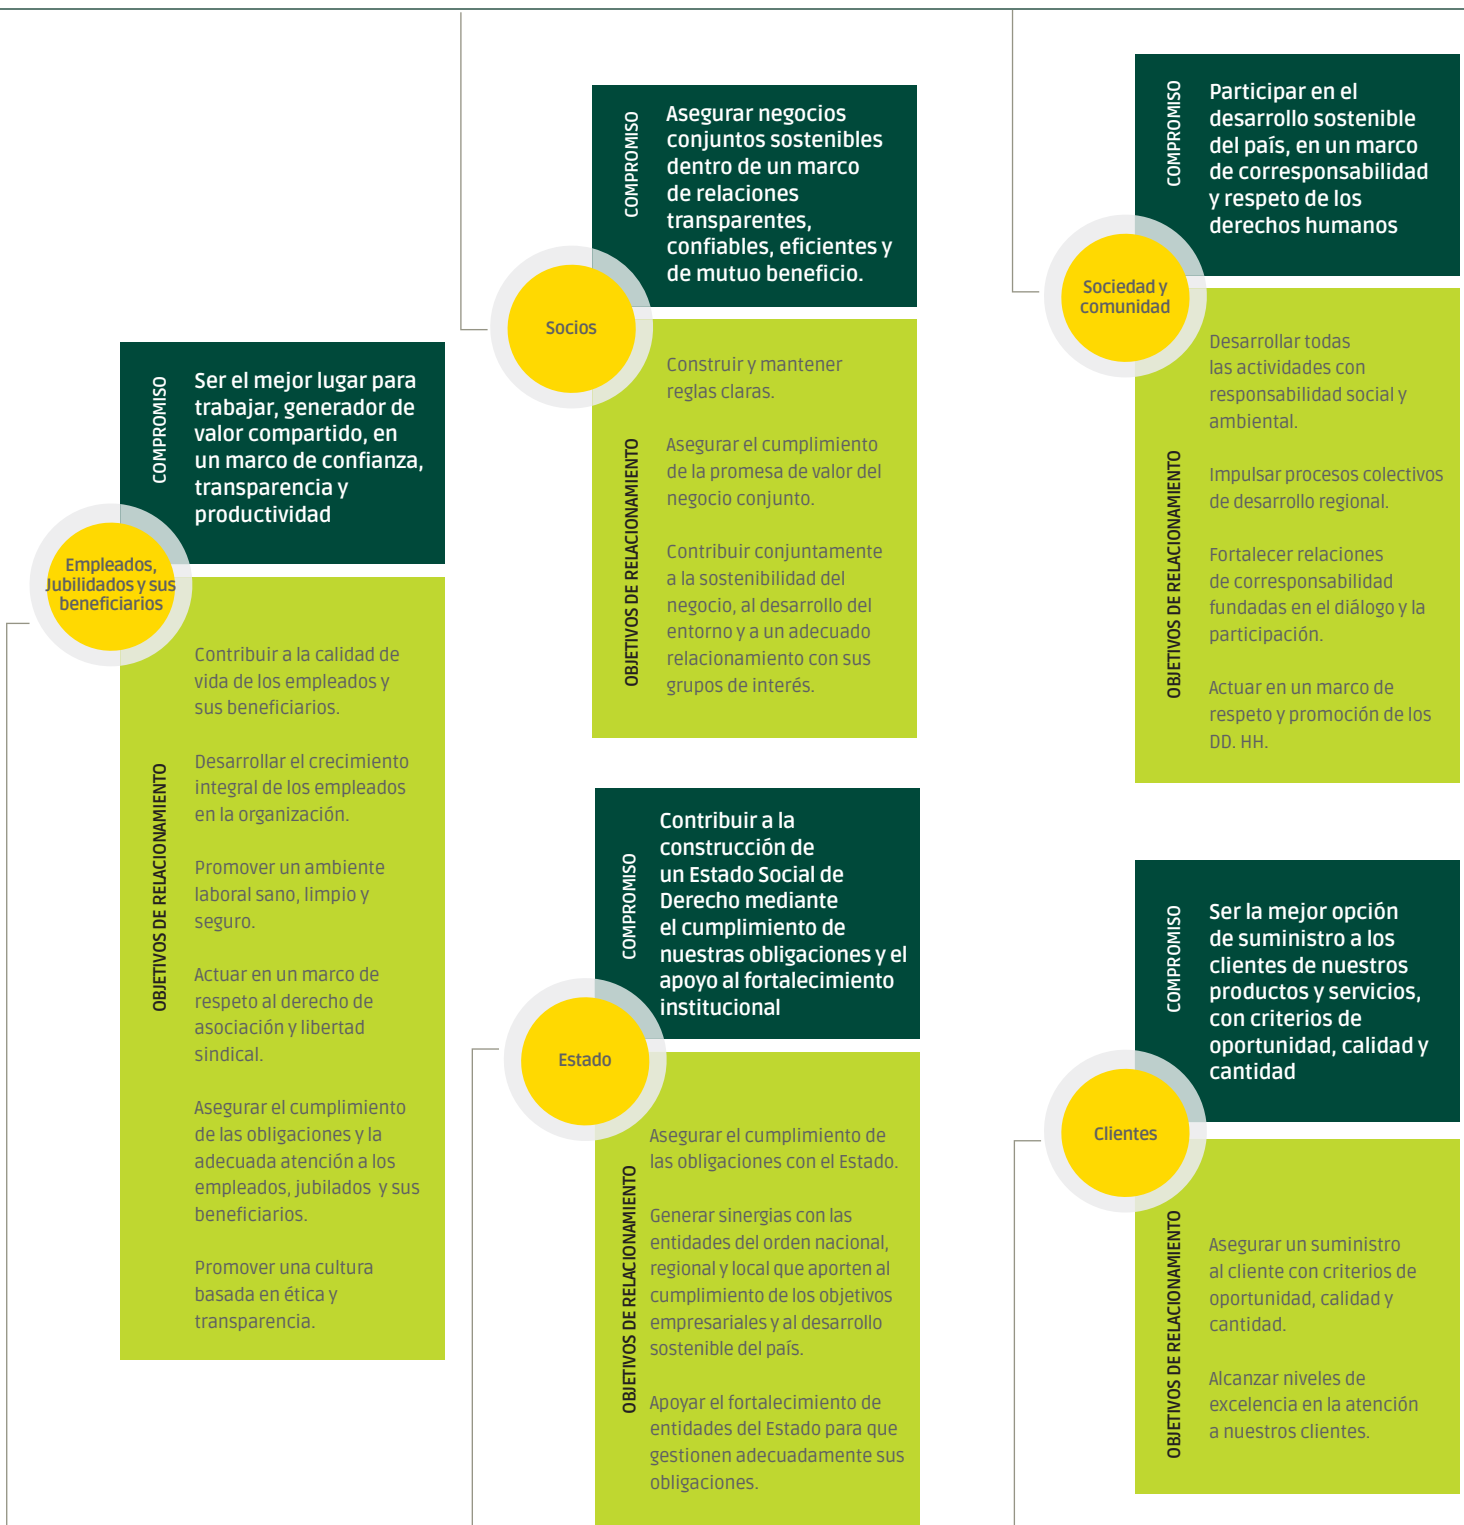 COMPROMISO
Ser el mejor lugar para
trabajar, generador de
valor compartido, en
un marco de confianza,
transparencia y
productividad
Empleados,
Jubilidados y sus
beneficiarios
OBJETIVOS DE RELACIONAMIENTO
Contribuir a la calidad de
vida de los empleados y
sus beneficiarios.
Desarrollar el crecimiento
integral de los empleados
en la organización.
Promover un ambiente
laboral sano, limpio y
seguro.
Actuar en un marco de
respeto al derecho de
asociación y libertad
sindical.
Asegurar el cumplimiento
de las obligaciones y la
adecuada atención a los
empleados, jubilados y sus
beneficiarios.
Promover una cultura
basada en ética y
transparencia.
COMPROMISO
Asegurar negocios
conjuntos sostenibles
dentro de un marco
de relaciones
transparentes,
confiables, eficientes y
de mutuo beneficio.
Socios
OBJETIVOS DE RELACIONAMIENTO
Construir y mantener
reglas claras.
Asegurar el cumplimiento
de la promesa de valor del
negocio conjunto.
Contribuir conjuntamente
a la sostenibilidad del
negocio, al desarrollo del
entorno y a un adecuado
relacionamiento con sus
grupos de interés.
COMPROMISO
Contribuir a la
construcción de
un Estado Social de
Derecho mediante
el cumplimiento de
nuestras obligaciones y el
apoyo al fortalecimiento
institucional
Estado
OBJETIVOS DE RELACIONAMIENTO
Asegurar el cumplimiento de
las obligaciones con el Estado.
Generar sinergias con las
entidades del orden nacional,
regional y local que aporten al
cumplimiento de los objetivos
empresariales y al desarrollo
sostenible del país.
Apoyar el fortalecimiento de
entidades del Estado para que
gestionen adecuadamente sus
obligaciones.
COMPROMISO
Participar en el
desarrollo sostenible
del país, en un marco
de corresponsabilidad
y respeto de los
derechos humanos
Sociedad y
comunidad
OBJETIVOS DE RELACIONAMIENTO
Desarrollar todas
las actividades con
responsabilidad social y
ambiental.
Impulsar procesos colectivos
de desarrollo regional.
Fortalecer relaciones
de corresponsabilidad
fundadas en el diálogo y la
participación.
Actuar en un marco de
respeto y promoción de los
DD. HH.
COMPROMISO
Ser la mejor opción
de suministro a los
clientes de nuestros
productos y servicios,
con criterios de
oportunidad, calidad y
cantidad
Clientes
OBJETIVOS DE RELACIONAMIENTO
Asegurar un suministro
al cliente con criterios de
oportunidad, calidad y
cantidad.
Alcanzar niveles de
excelencia en la atención
a nuestros clientes.